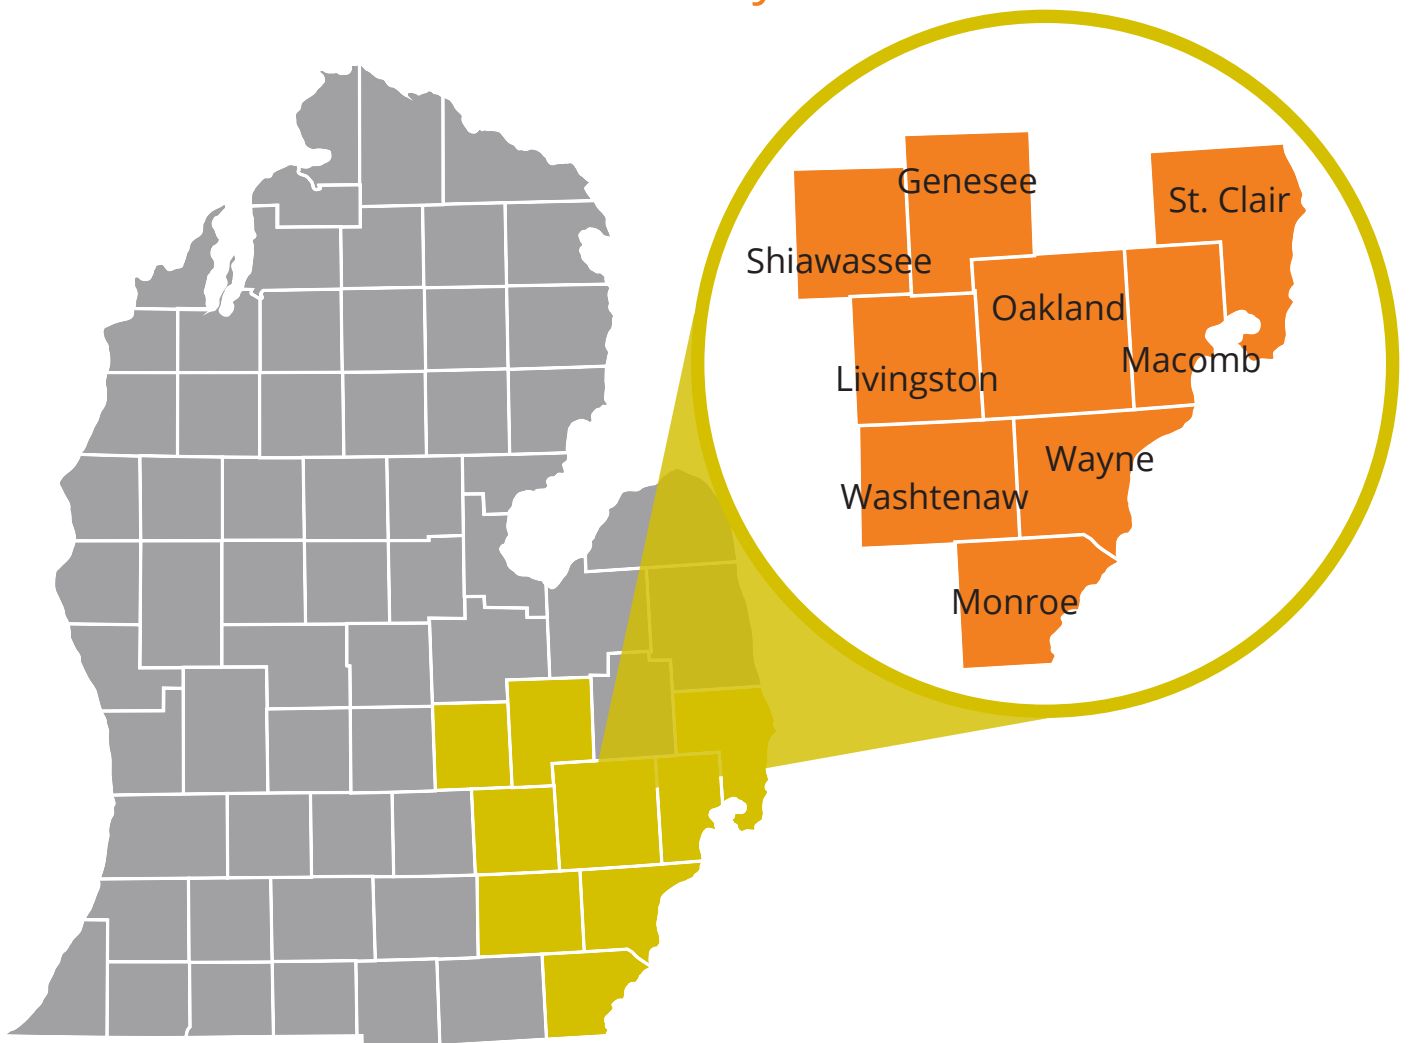 Genesee
St. Clair
Shiawassee
Oakland
Macomb
Livingston
Wayne
Washtenaw
Monroe